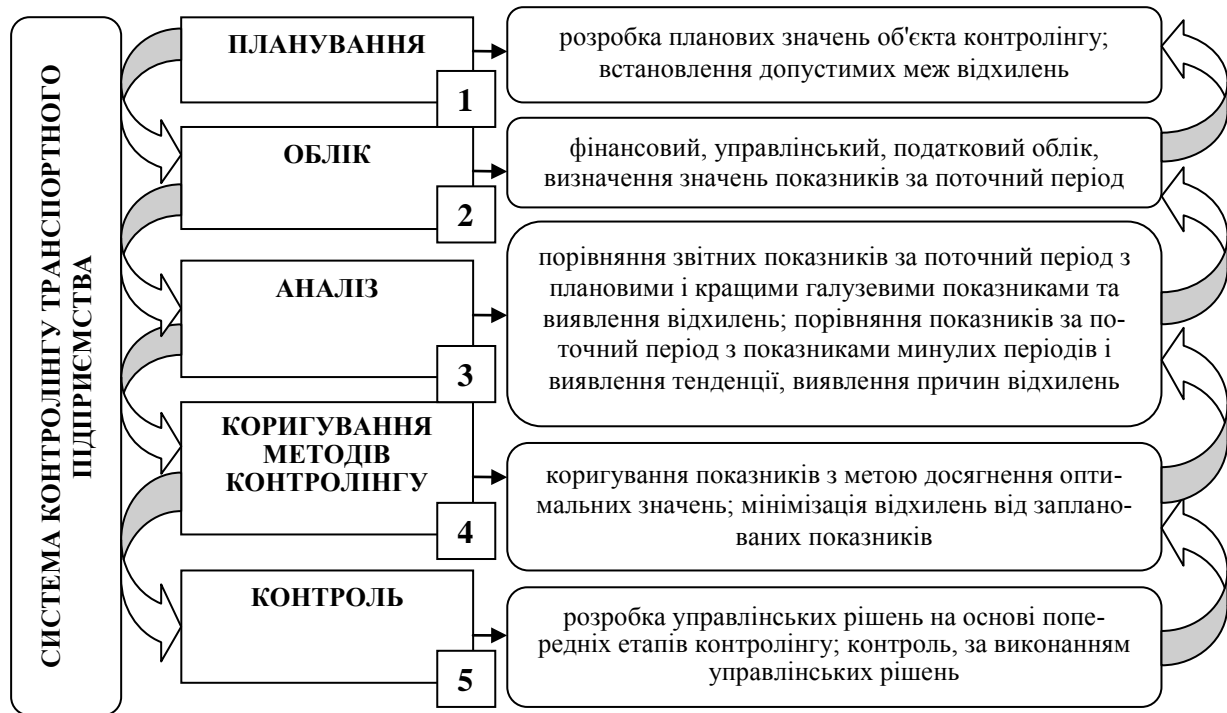 СИСТЕМА КОНТРОЛІНГУ ТРАНСПОРТНОГО
ПІДПРИЄМСТВА
ПЛАНУВАННЯ
1
розробка планових значень об'єкта контролінгу;
встановлення допустимих меж відхилень
ОБЛІК
2
фінансовий, управлінський, податковий облік,
визначення значень показників за поточний період
АНАЛІЗ
3
порівняння звітних показників за поточний період з
плановими і кращими галузевими показниками та
виявлення відхилень; порівняння показників за по-
точний період з показниками минулих періодів і
виявлення тенденції, виявлення причин відхилень
КОРИГУВАННЯ
МЕТОДІВ
КОНТРОЛІНГУ
4
коригування показників з метою досягнення опти-
мальних значень; мінімізація відхилень від заплано-
ваних показників
КОНТРОЛЬ
5
розробка управлінських рішень на основі попе-
редніх етапів контролінгу; контроль, за виконанням
управлінських рішень